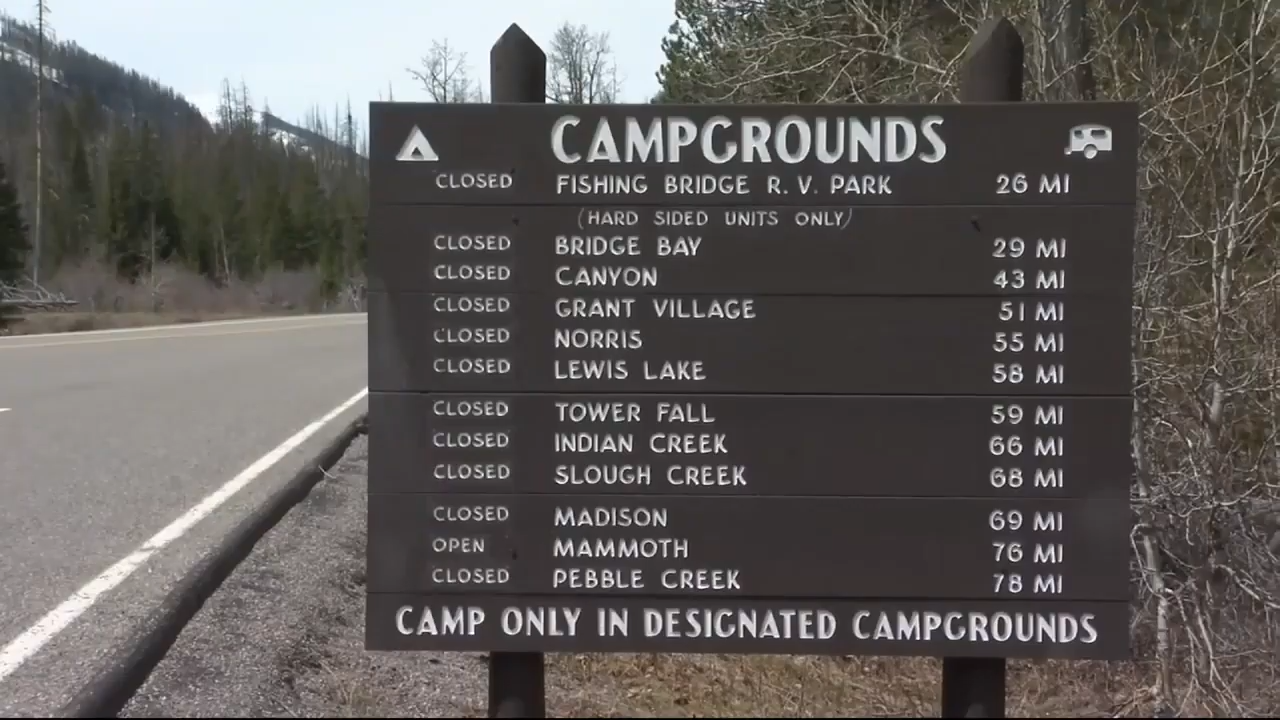 CAMPGROUNDS
CLOSED FISHING BRIDGE R. V. PARK 26 MI
(HARD SIDED UNITS ONLY)
CLOSED BRIDGE BAY 29 MI
CLOSED CANYON 43 MI
CLOSED GRANT VILLAGE 51 MI
CLOSED NORRIS 55 MI
CLOSED LEWIS LAKE 58 MI
CLOSED TOWER FALL 59 MI
CLOSED INDIAN CREEK 66 MI
CLOSED SLOUGH CREEK 68 MI
CLOSED MADISON 69 MI
OPEN MAMMOTH 76 MI
CLOSED PEBBLE CREEK 78 MI
CAMP ONLY IN DESIGNATED CAMPGROUNDS